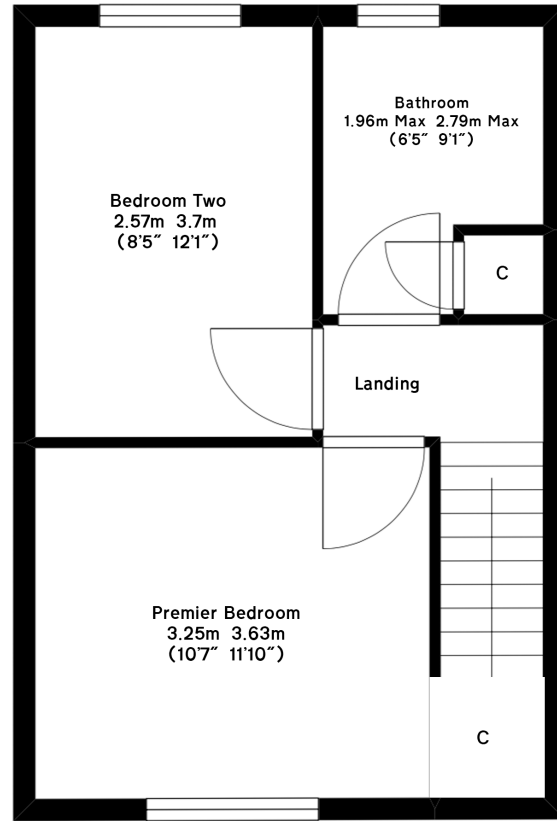 Bathroom
1.96m Max 2.79m Max
(6'5" 9'1")
Bedroom Two
2.57m 3.7m
(8'5" 12'1")
C
Landing
Premier Bedroom
3.25m 3.63m
(10'7" 11'10")
C